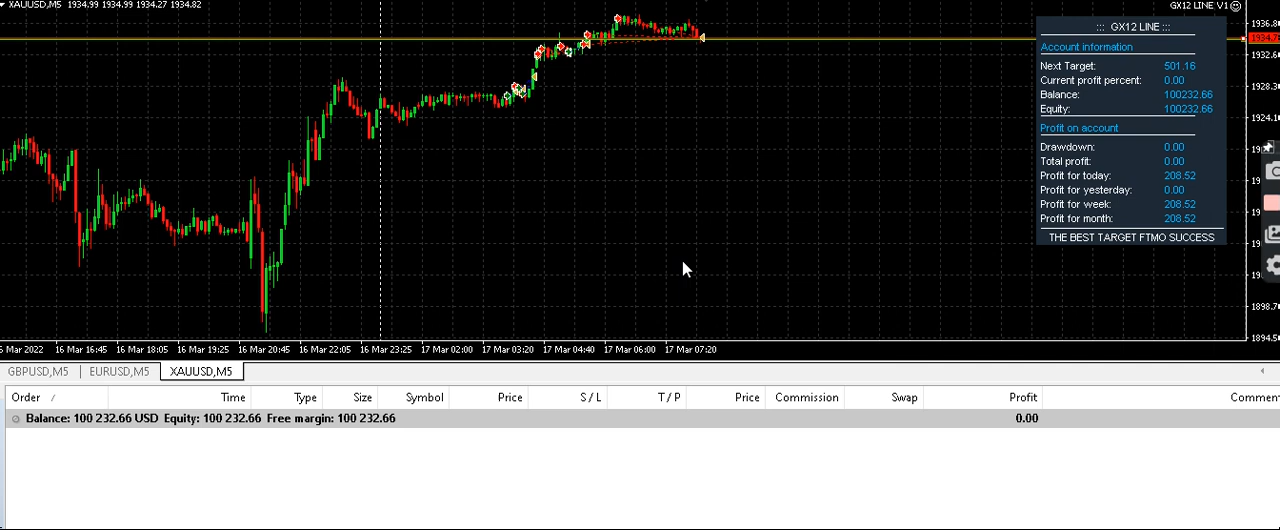 XAUUSD,M5 1934.99 1934.99 1934.27 1934.82
GX12 LINE V1
::: GX12 LINE :::
Account information
Next Target: 501.16
Current profit percent: 0.00
Balance: 100232.66
Equity: 100232.66
Profit on account
Drawdown: 0.00
Total profit: 0.00
Profit for today: 208.52
Profit for yesterday: 0.00
Profit for week: 208.52
Profit for month: 208.52
THE BEST TARGET FTMO SUCCESS
1936.8
1934.7
1932.6
1928.3
1924.1
1898.7
1894.5
Mar 2022 16 Mar 16:45 16 Mar 18:05 16 Mar 19:25 16 Mar 20:45 16 Mar 22:05 16 Mar 23:25 17 Mar 02:00 17 Mar 03:20 17 Mar 04:40 17 Mar 06:00 17 Mar 07:20
GBPUSD,M5 EURUSD,M5 XAUUSD,M5
Order / Time Type Size Symbol Price S / L T / P Price Commission Swap Profit Commen
Balance: 100 232.66 USD Equity: 100 232.66 Free margin: 100 232.66 0.00